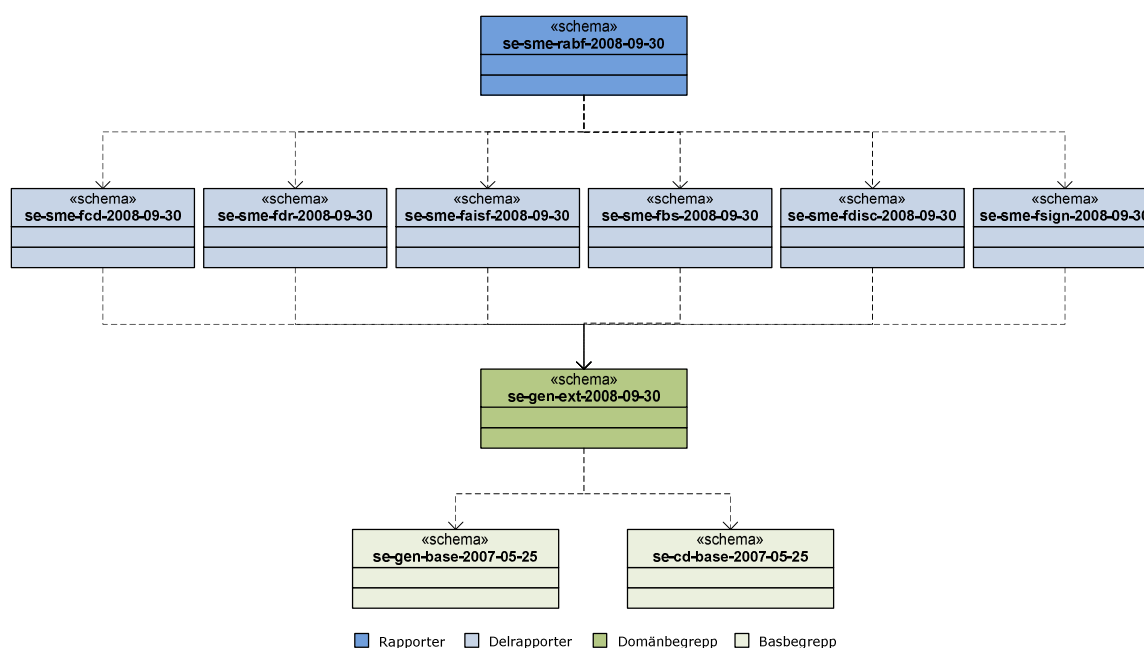 «schema»
se-sme-rabf-2008-09-30
«schema»
se-sme-fcd-2008-09-30
«schema»
se-sme-fdr-2008-09-30
«schema»
se-sme-faisf-2008-09-30
«schema»
se-sme-fbs-2008-09-30
«schema»
se-sme-fdisc-2008-09-30
«schema»
se-sme-fsign-2008-09-30
«schema»
se-gen-ext-2008-09-30
«schema»
se-gen-base-2007-05-25
«schema»
se-cd-base-2007-05-25
Rapporter Delrapporter Domänbegrepp Basbegrepp